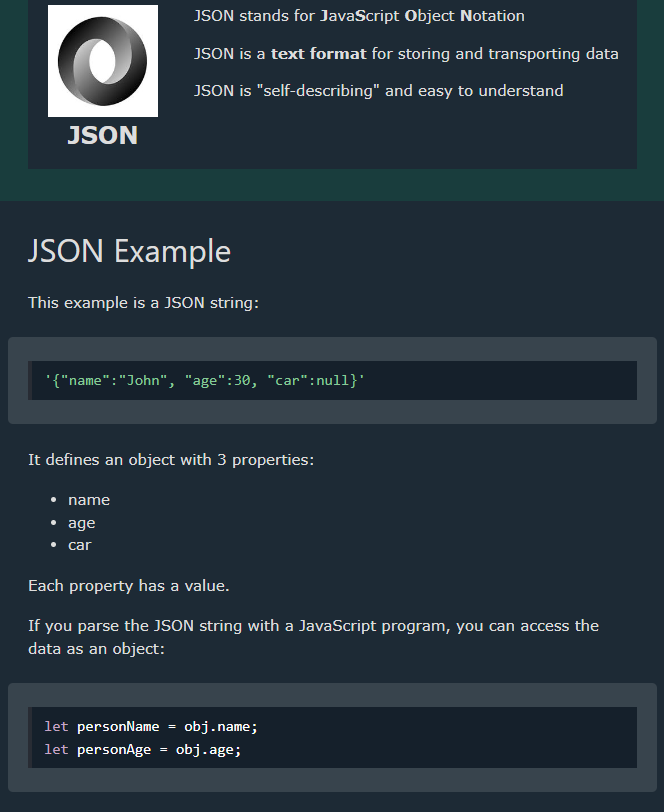 JSON stands for JavaScript Object Notation
JSON is a text format for storing and transporting data
JSON is "self-describing" and easy to understand
JSON
JSON Example
This example is a JSON string:
'{"name":"John", "age":30, "car":null}'
It defines an object with 3 properties:
• name
• age
• car
Each property has a value.
If you parse the JSON string with a JavaScript program, you can access the
data as an object:
let personName = obj.name;
let personAge = obj.age;